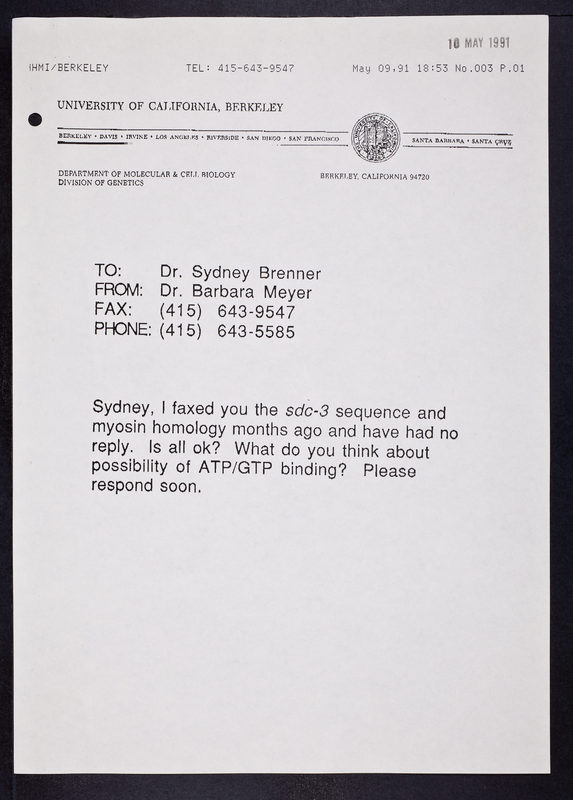 10 MAY 1991
HHMI/BERKELEY TEL: 415-643-9547 May 09,91 18:53 No.003 P.01
UNIVERSITY OF CALIFORNIA, BERKELEY
BERKELEY • DAVIS • IRVINE • LOS ANGELES • RIVERSIDE • SAN DIEGO • SAN FRANCISCO SANTA BARBARA • SANTA CRUZ
DEPARTMENT OF MOLECULAR & CELL BIOLOGY BERKELEY, CALIFORNIA 94720
DIVISION OF GENETICS
TO: Dr. Sydney Brenner
FROM: Dr. Barbara Meyer
FAX: (415) 643-9547
PHONE: (415) 643-5585
Sydney, I faxed you the sdc-3 sequence and
myosin homology months ago and have had no
reply. Is all ok? What do you think about
possibility of ATP/GTP binding? Please
respond soon.